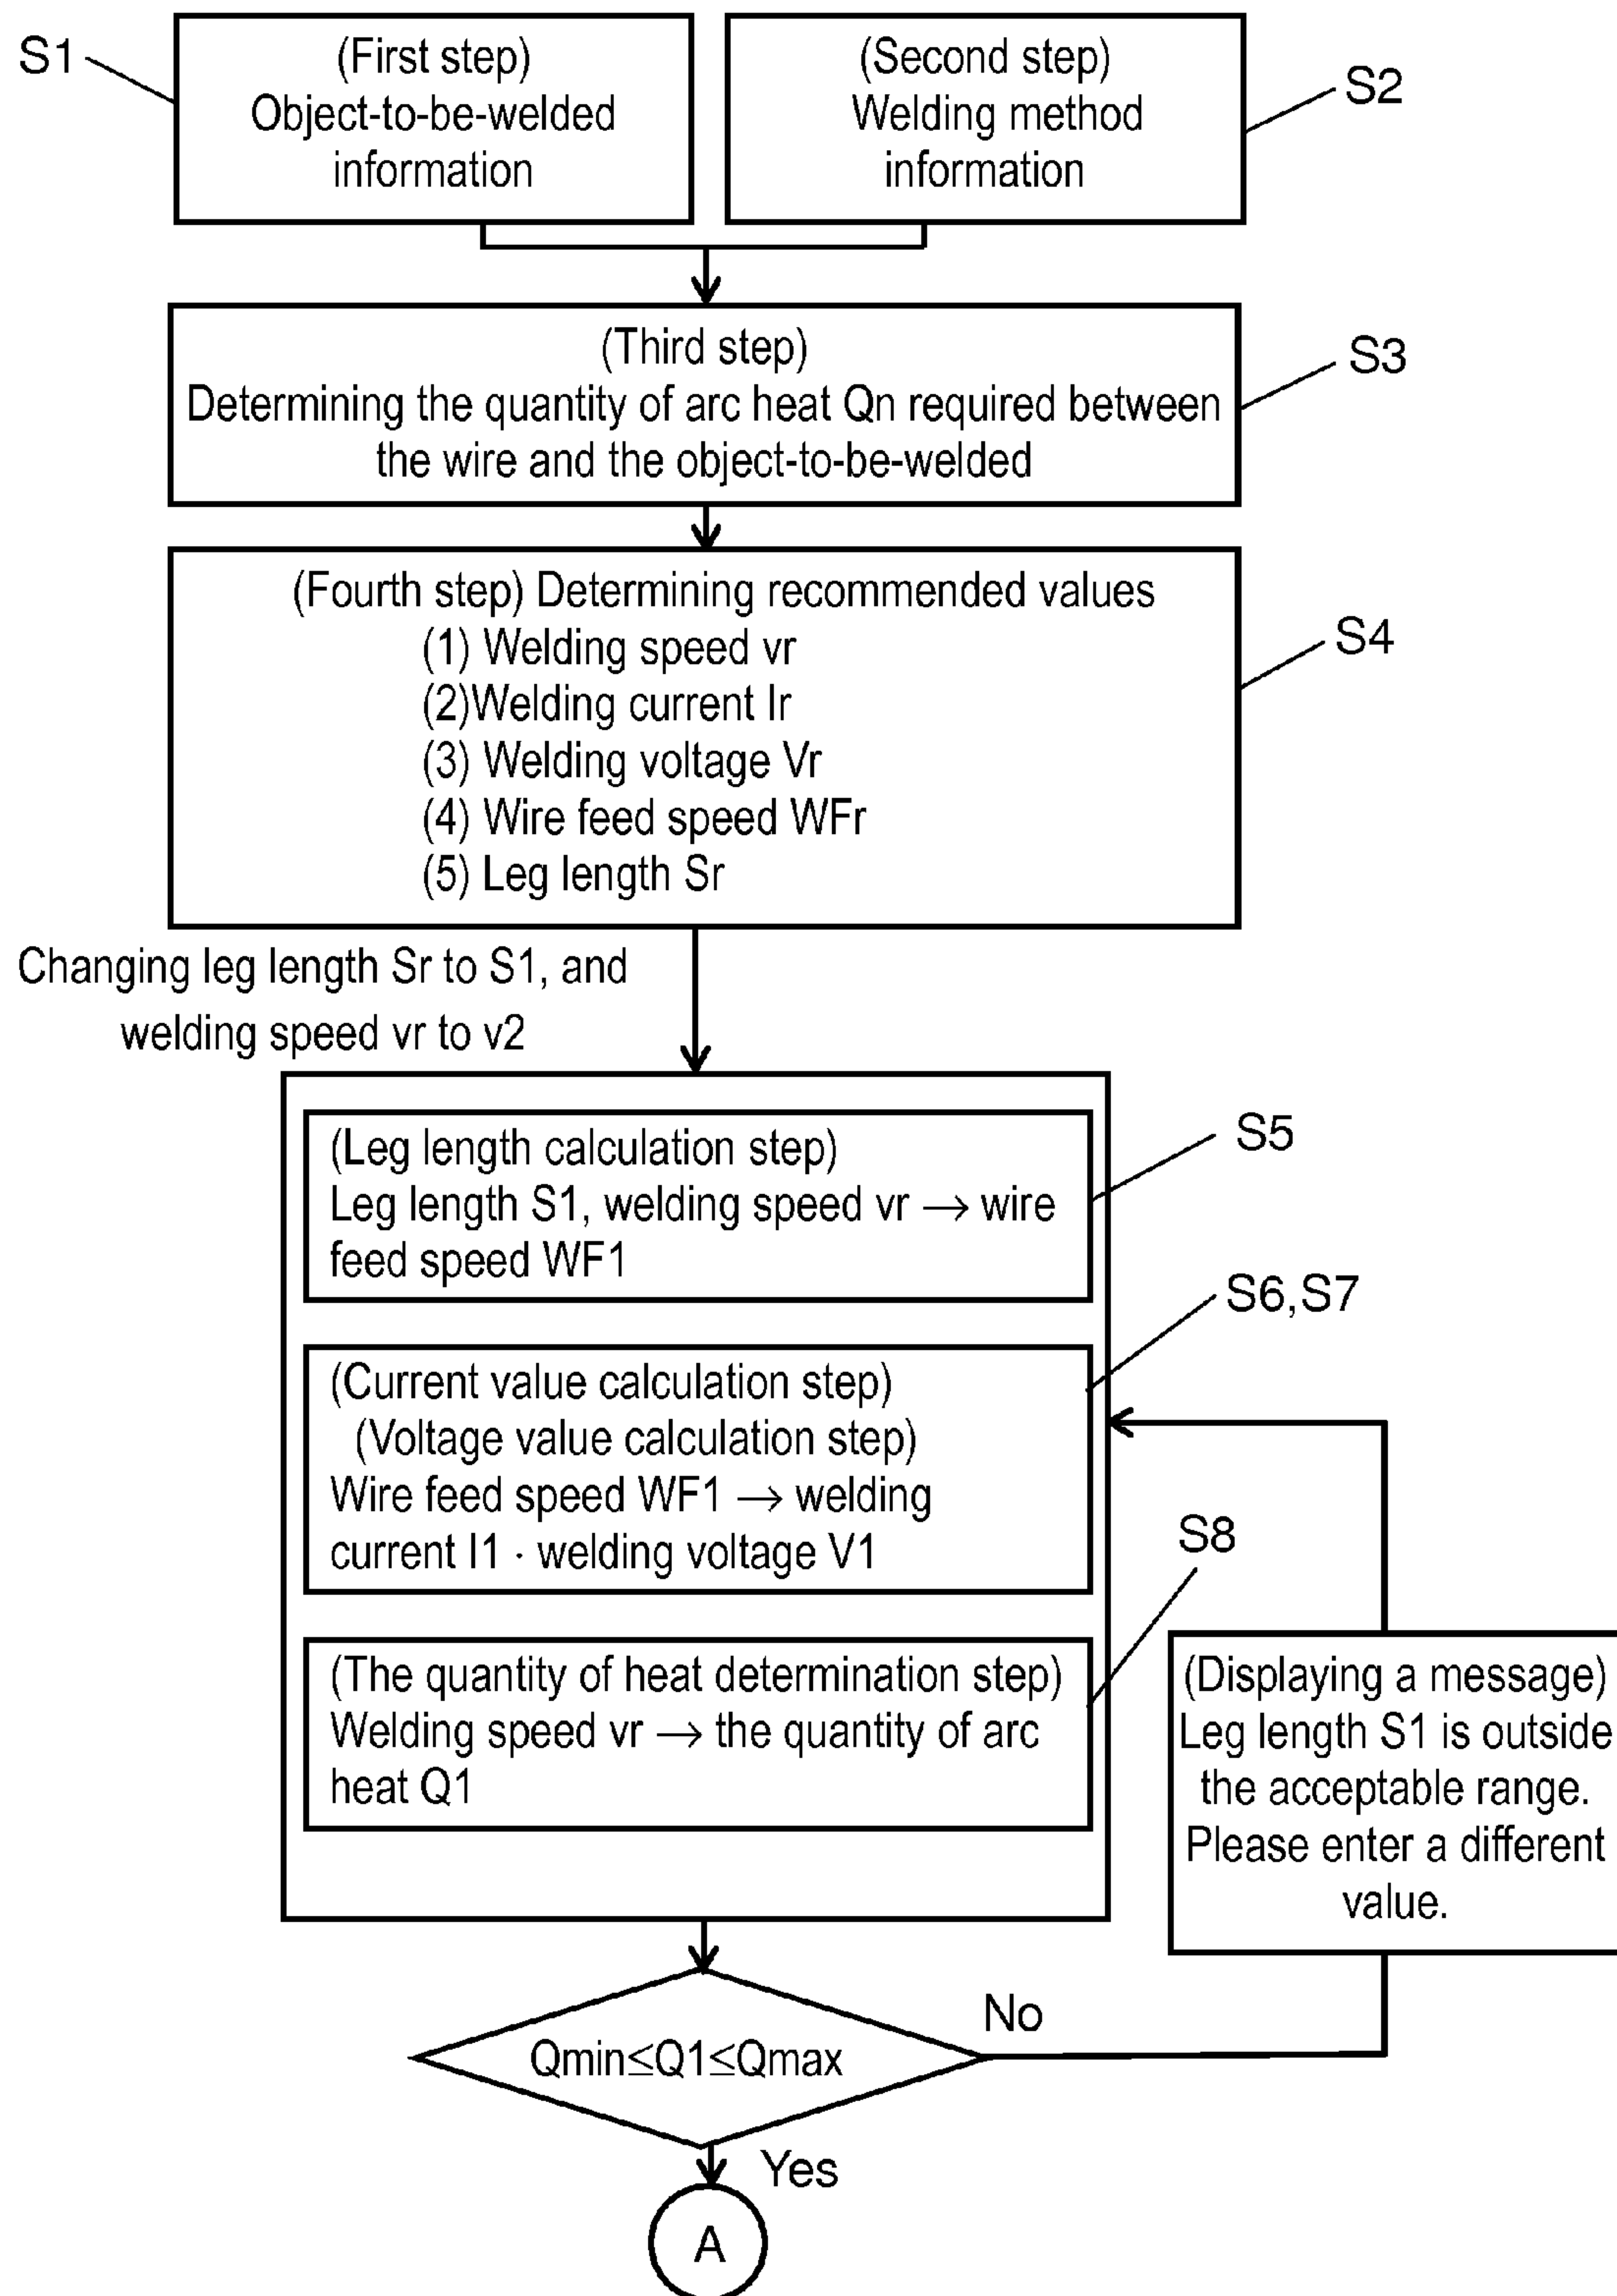 S1
(First step)
Object-to-be-welded
information
(Second step)
Welding method
information
S2
(Third step)
Determining the quantity of arc heat Qn required between
the wire and the object-to-be-welded
S3
(Fourth step) Determining recommended values
(1) Welding speed vr
(2)Welding current Ir
(3) Welding voltage Vr
(4) Wire feed speed WFr
(5) Leg length Sr
S4
Changing leg length Sr to S1, and
welding speed vr to v2
(Leg length calculation step)
Leg length S1, welding speed vr → wire
feed speed WF1
S5
(Current value calculation step)
(Voltage value calculation step)
Wire feed speed WF1 → welding
current I1 · welding voltage V1
S6,S7
(The quantity of heat determination step)
Welding speed vr → the quantity of arc
heat Q1
S8
(Displaying a message)
Leg length S1 is outside
the acceptable range.
Please enter a different
value.
Qmin≤Q1≤Qmax
No
Yes
A